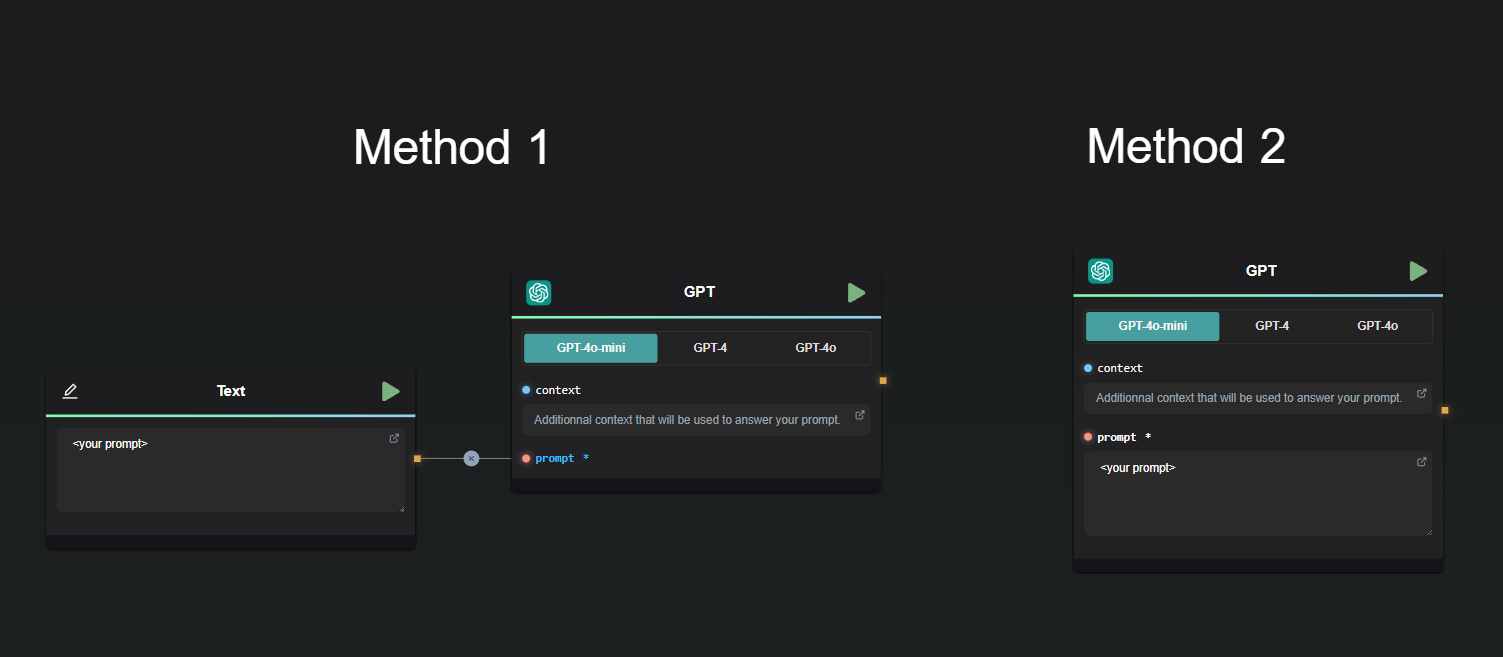 Method 1
Method 2
Text
<your prompt>
GPT
GPT-4o-mini GPT-4 GPT-4o
context
Additionnal context that will be used to answer your prompt.
prompt *
GPT
GPT-4o-mini GPT-4 GPT-4o
context
Additionnal context that will be used to answer your prompt.
prompt *
<your prompt>